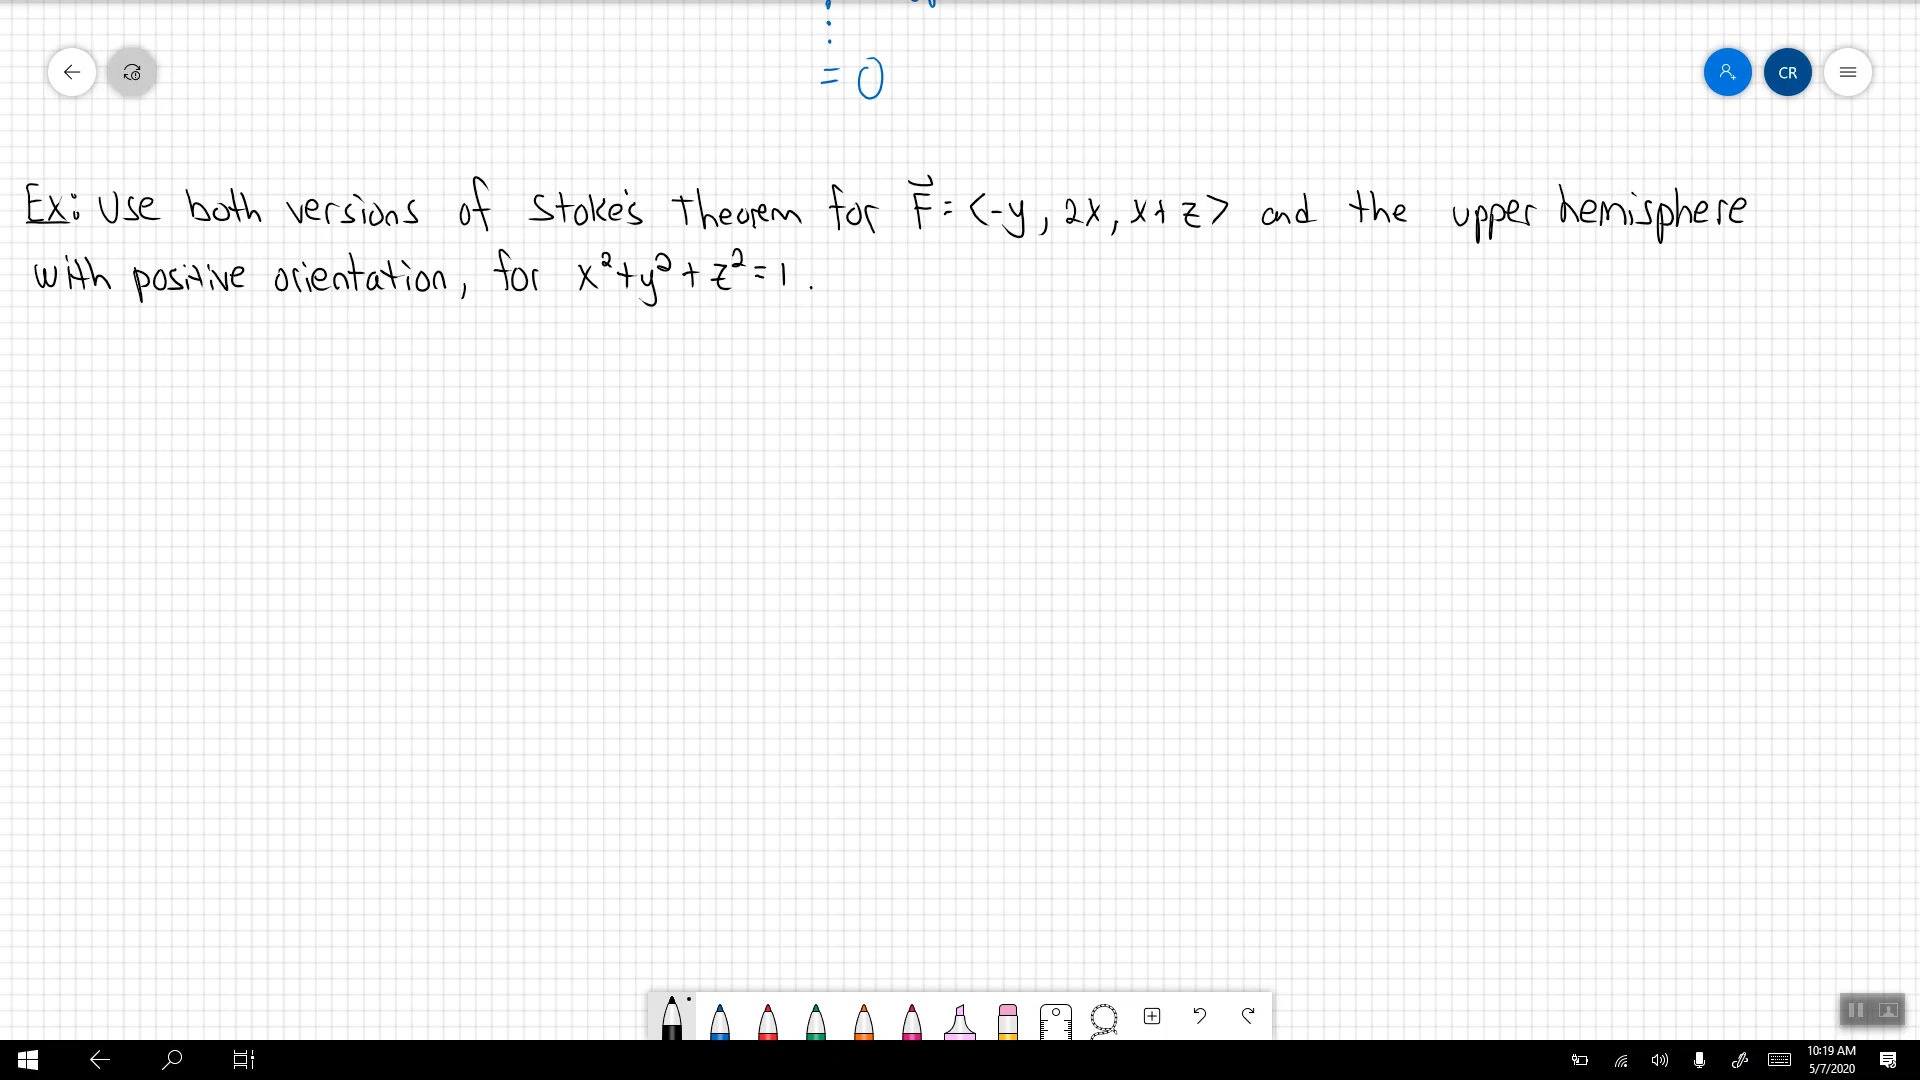 = 0
CR
Ex: Use both versions of Stoke's Theorem for F⃗ = <-y, 2x, x+z> and the upper hemisphere
with positive orientation, for x²+y²+z²=1.
10:19 AM
5/7/2020